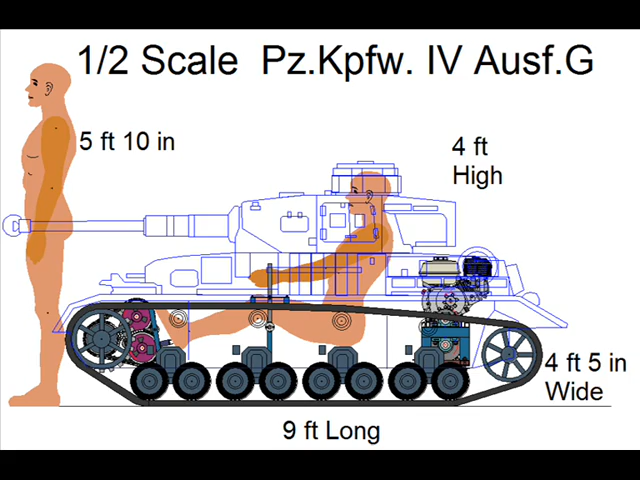 1/2 Scale  Pz.Kpfw. IV Ausf.G
5 ft 10 in
4 ft
High
4 ft 5 in
Wide
9 ft Long